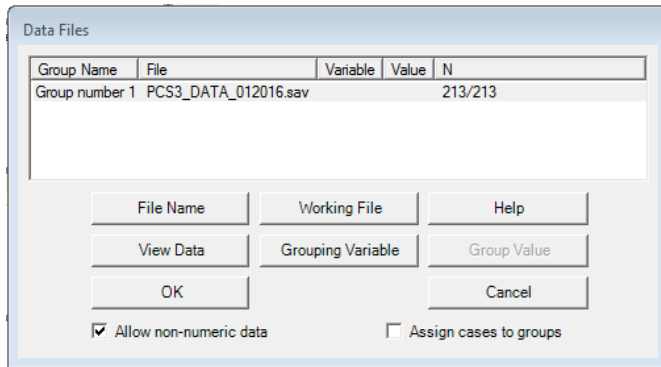 Data Files
Group Name File Variable Value N
Group number 1 PCS3_DATA_012016.sav 213/213
File Name Working File Help
View Data Grouping Variable Group Value
OK Cancel
Allow non-numeric data Assign cases to groups